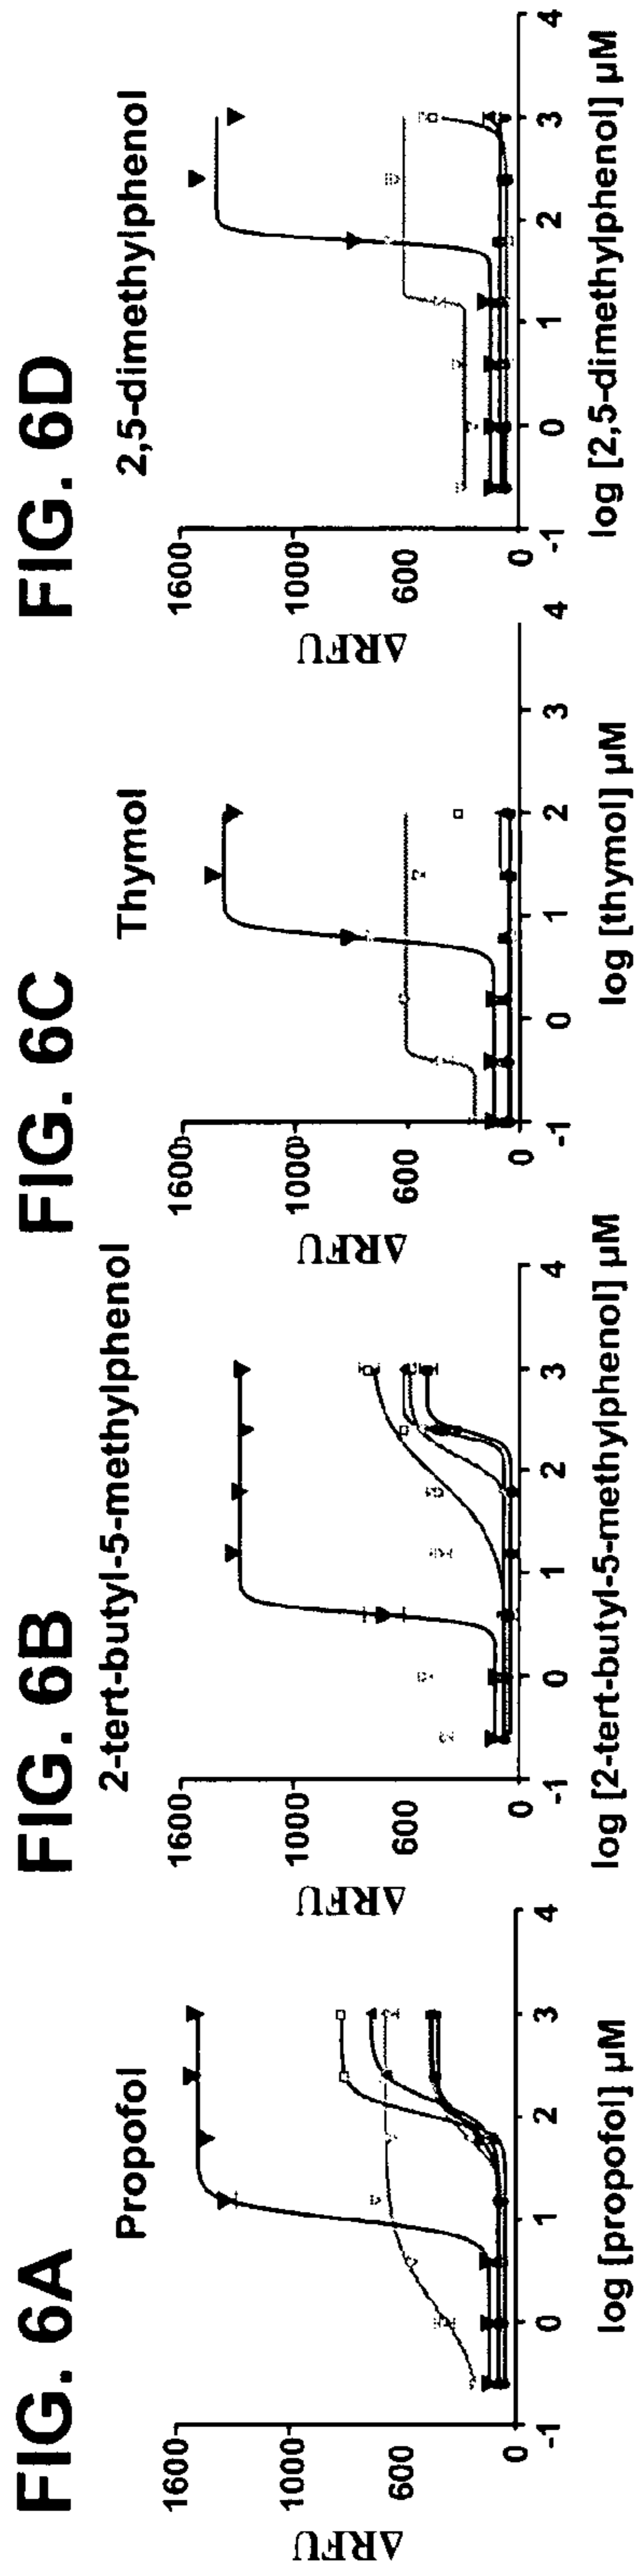 FIG. 6A
Propofol
ΔRFU
1600
1000
600
0
-1
0
1
2
3
4
log [propofol] µM
FIG. 6B
2-tert-butyl-5-methylphenol
ΔRFU
1600
1000
600
0
-1
0
1
2
3
4
log [2-tert-butyl-5-methylphenol] µM
FIG. 6C
Thymol
ΔRFU
1600
1000
600
0
-1
0
1
2
3
4
log [thymol] µM
FIG. 6D
2,5-dimethylphenol
ΔRFU
1600
1000
600
0
-1
0
1
2
3
4
log [2,5-dimethylphenol] µM